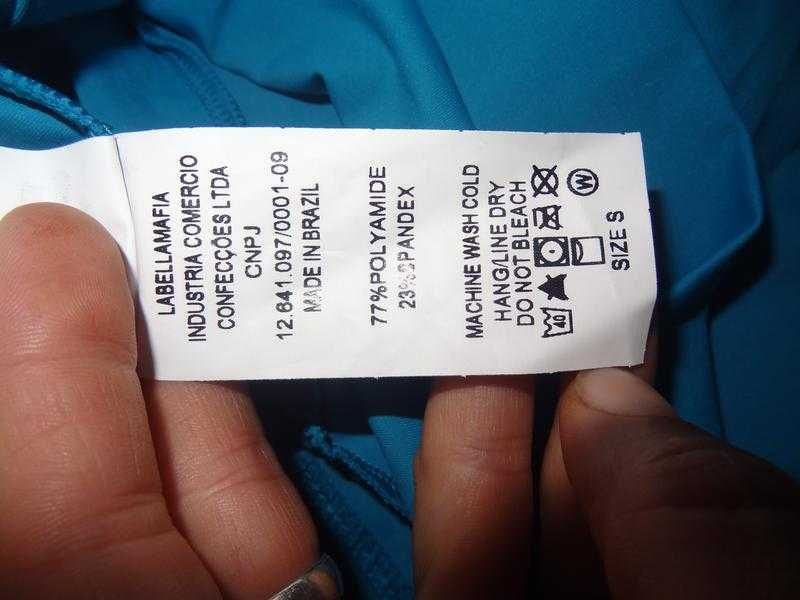 LABELLAMAFIA
INDUSTRIA COMERCIO
CONFECÇÕES LTDA
CNPJ
12.641.097/0001-09
MADE IN BRAZIL
77%POLYAMIDE
23%SPANDEX
MACHINE WASH COLD
HANG/LINE DRY
DO NOT BLEACH
40
W
SIZE S